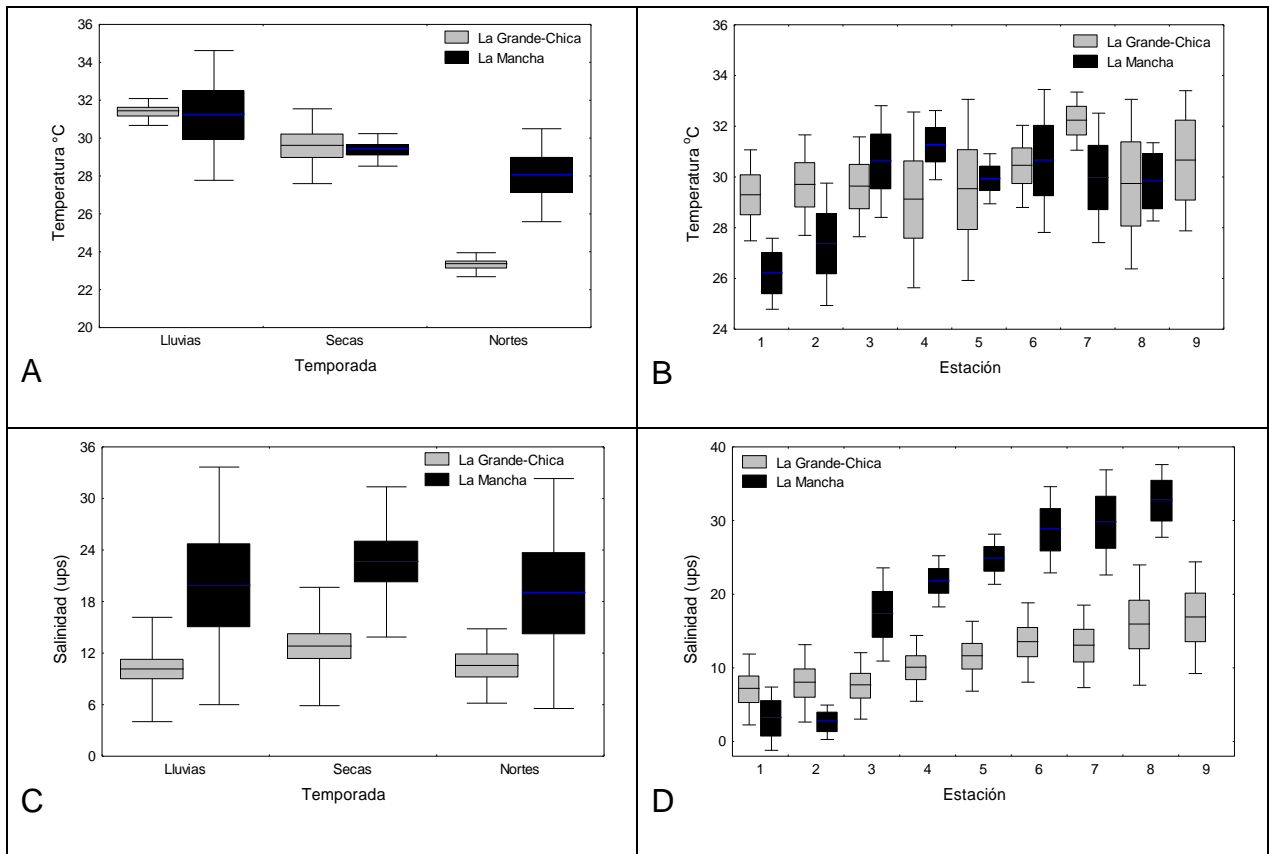 36
34
32
30
28
26
24
22
20
Temperatura °C
La Grande-Chica
La Mancha
Lluvias Secas Nortes
Temporada
A
36
34
32
30
28
26
24
Temperatura °C
La Grande-Chica
La Mancha
1 2 3 4 5 6 7 8 9
Estación
B
36
30
24
18
12
6
0
Salinidad (ups)
La Grande-Chica
La Mancha
Lluvias Secas Nortes
Temporada
C
40
30
20
10
0
Salinidad (ups)
La Grande-Chica
La Mancha
1 2 3 4 5 6 7 8 9
Estación
D